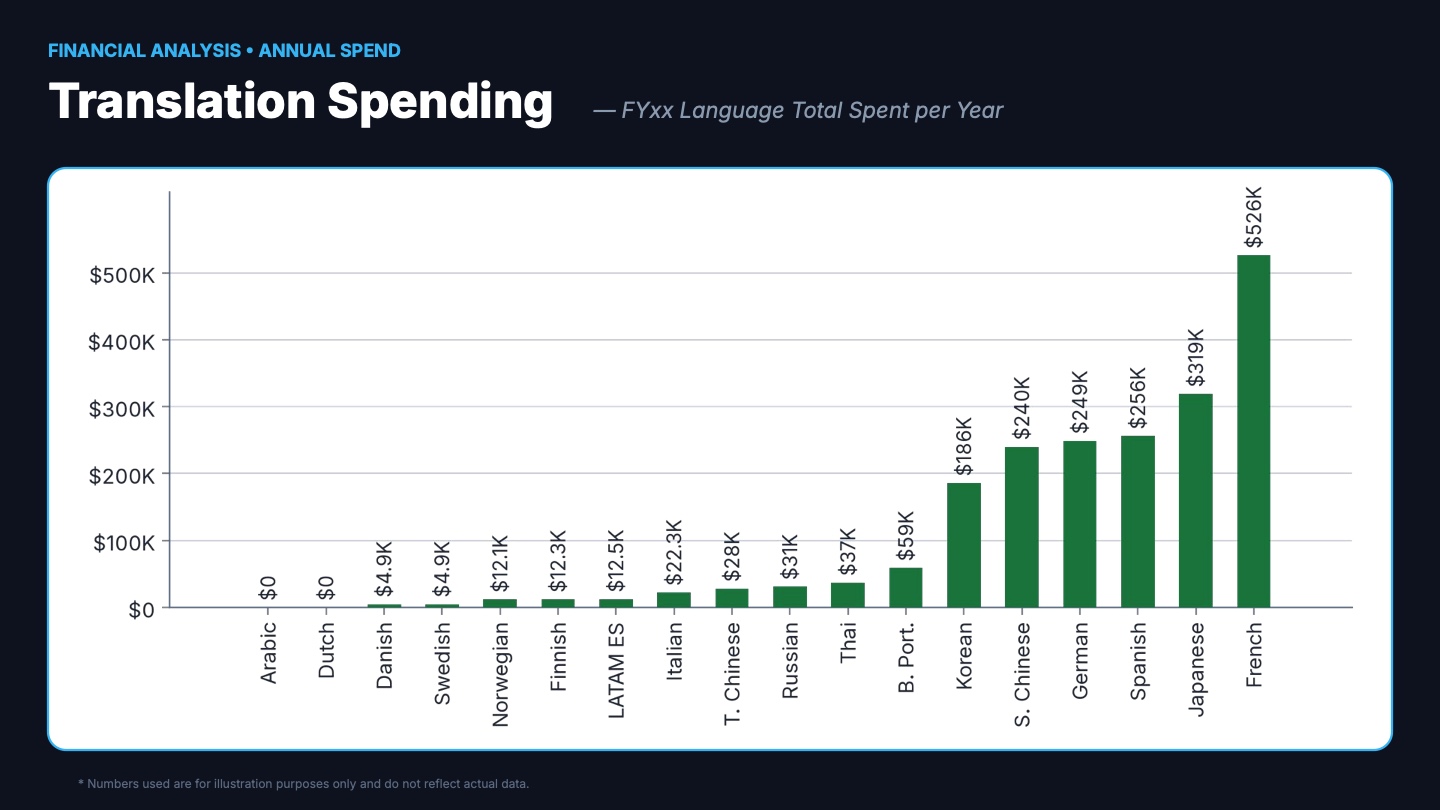 FINANCIAL ANALYSIS • ANNUAL SPEND
Translation Spending — FYxx Language Total Spent per Year
$500K
$400K
$300K
$200K
$100K
$0
$0
$0
$4.9K
$4.9K
$12.1K
$12.3K
$12.5K
$22.3K
$28K
$31K
$37K
$59K
$186K
$240K
$249K
$256K
$319K
$526K
Arabic
Dutch
Danish
Swedish
Norwegian
Finnish
LATAM ES
Italian
T. Chinese
Russian
Thai
B. Port.
Korean
S. Chinese
German
Spanish
Japanese
French
* Numbers used are for illustration purposes only and do not reflect actual data.